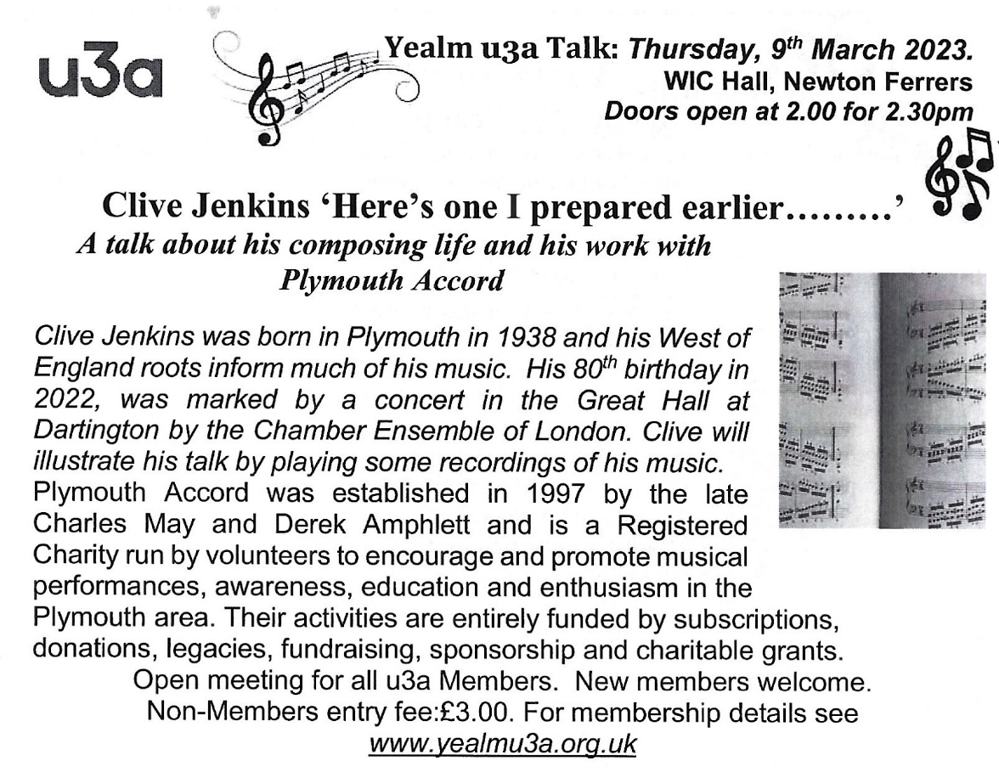 u3a
Yealm u3a Talk: Thursday, 9th March 2023.
WIC Hall, Newton Ferrers
Doors open at 2.00 for 2.30pm
Clive Jenkins ‘Here’s one I prepared earlier………’
A talk about his composing life and his work with
Plymouth Accord
Clive Jenkins was born in Plymouth in 1938 and his West of
England roots inform much of his music.  His 80th birthday in
2022, was marked by a concert in the Great Hall at
Dartington by the Chamber Ensemble of London. Clive will
illustrate his talk by playing some recordings of his music.
Plymouth Accord was established in 1997 by the late
Charles May and Derek Amphlett and is a Registered
Charity run by volunteers to encourage and promote musical
performances, awareness, education and enthusiasm in the
Plymouth area. Their activities are entirely funded by subscriptions,
donations, legacies, fundraising, sponsorship and charitable grants.
Open meeting for all u3a Members.  New members welcome.
Non-Members entry fee:£3.00. For membership details see
www.yealmu3a.org.uk